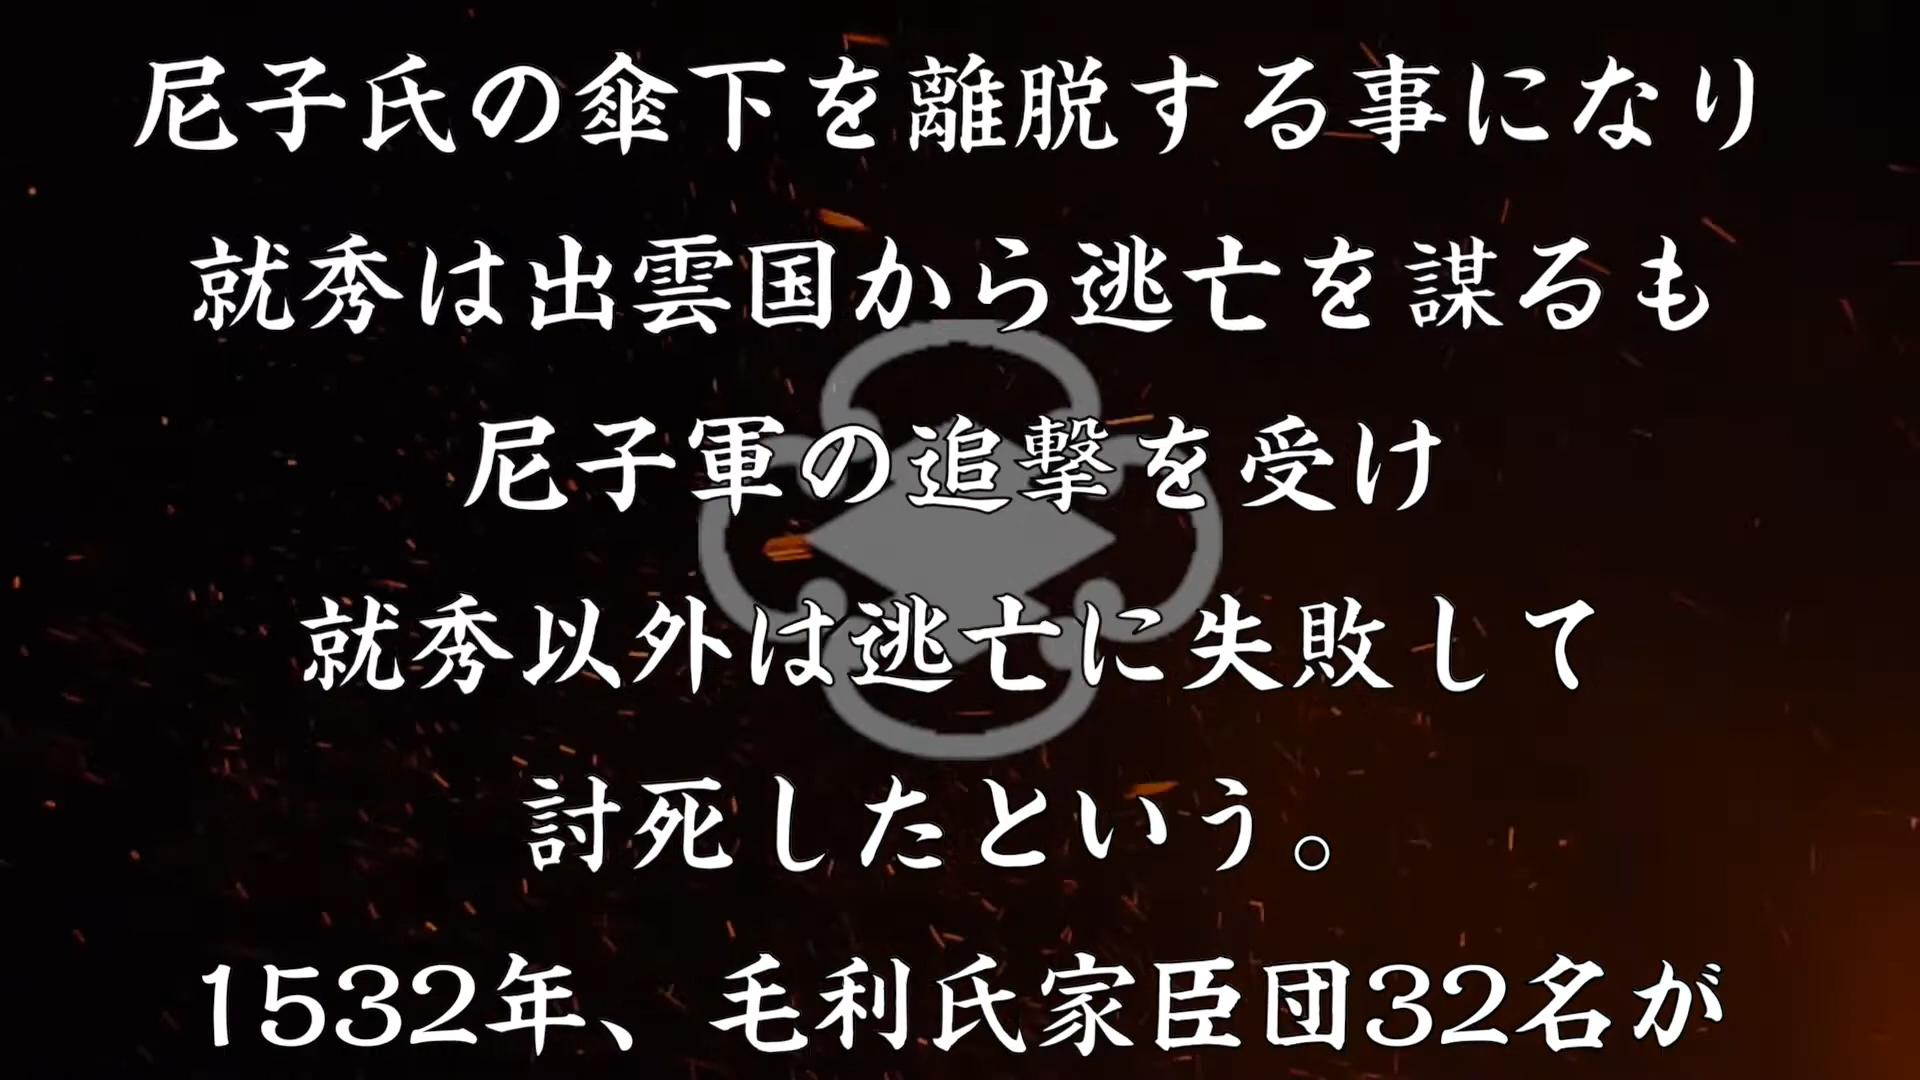 尼子氏の傘下を離脱する事になり
就秀は出雲国から逃亡を謀るも
尼子軍の追撃を受け
就秀以外は逃亡に失敗して
討死したという。
1532年、毛利氏家臣団32名が